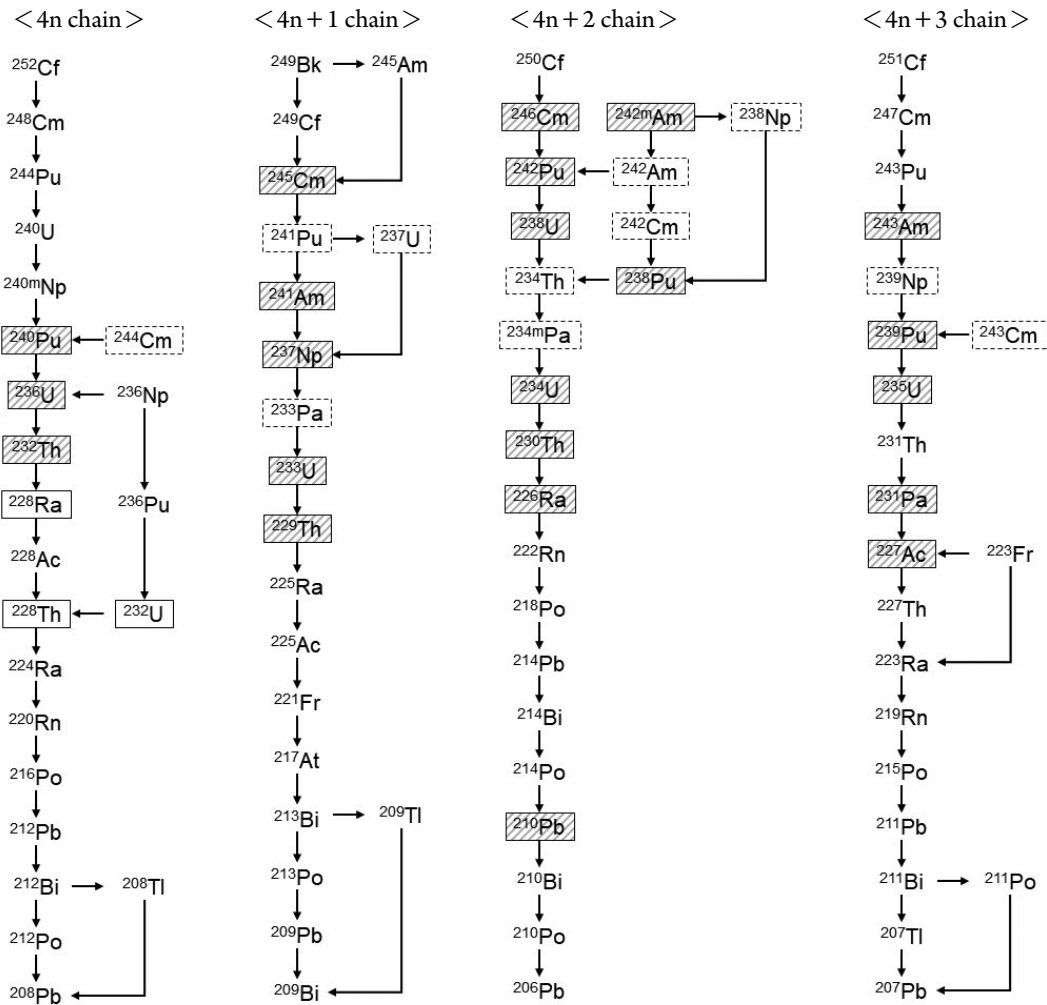 <4n chain>
²⁵²Cf
²⁴⁸Cm
²⁴⁴Pu
²⁴⁰U
²⁴⁰ᵐNp
²⁴⁰Pu ²⁴⁴Cm
²³⁶U ²³⁶Np
²³²Th
²²⁸Ra ²³⁶Pu
²²⁸Ac
²²⁸Th ²³²U
²²⁴Ra
²²⁰Rn
²¹⁶Po
²¹²Pb
²¹²Bi ²⁰⁸Tl
²¹²Po
²⁰⁸Pb
<4n+1 chain>
²⁴⁹Bk ²⁴⁵Am
²⁴⁹Cf
²⁴⁵Cm
²⁴¹Pu ²³⁷U
²⁴¹Am
²³⁷Np
²³³Pa
²³³U
²²⁹Th
²²⁵Ra
²²⁵Ac
²²¹Fr
²¹⁷At
²¹³Bi ²⁰⁹Tl
²¹³Po
²⁰⁹Pb
²⁰⁹Bi
<4n+2 chain>
²⁵⁰Cf
²⁴⁶Cm ²⁴²ᵐAm ²³⁸Np
²⁴²Pu ²⁴²Am
²³⁸U ²⁴²Cm
²³⁴Th ²³⁸Pu
²³⁴ᵐPa
²³⁴U
²³⁰Th
²²⁶Ra
²²²Rn
²¹⁸Po
²¹⁴Pb
²¹⁴Bi
²¹⁴Po
²¹⁰Pb
²¹⁰Bi
²¹⁰Po
²⁰⁶Pb
<4n+3 chain>
²⁵¹Cf
²⁴⁷Cm
²⁴³Pu
²⁴³Am
²³⁹Np
²³⁹Pu ²⁴³Cm
²³⁵U
²³¹Th
²³¹Pa
²²⁷Ac ²²³Fr
²²⁷Th
²²³Ra
²¹⁹Rn
²¹⁵Po
²¹¹Pb
²¹¹Bi ²¹¹Po
²⁰⁷Tl
²⁰⁷Pb